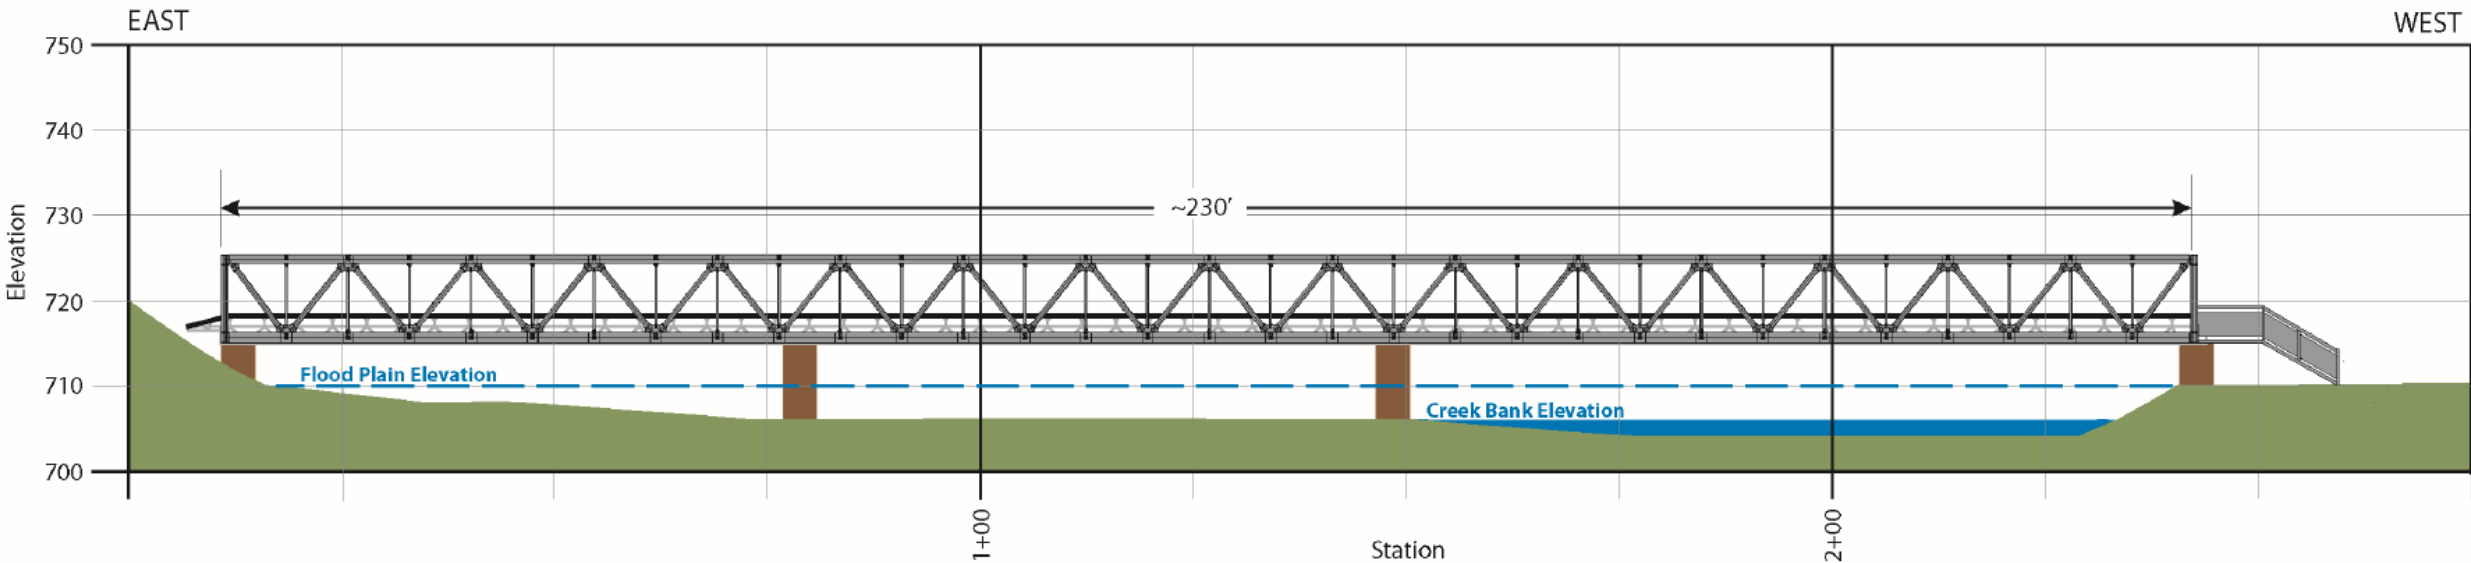 EAST
WEST
750
740
730
720
710
700
Elevation
~230’
Flood Plain Elevation
Creek Bank Elevation
1+00
Station
2+00